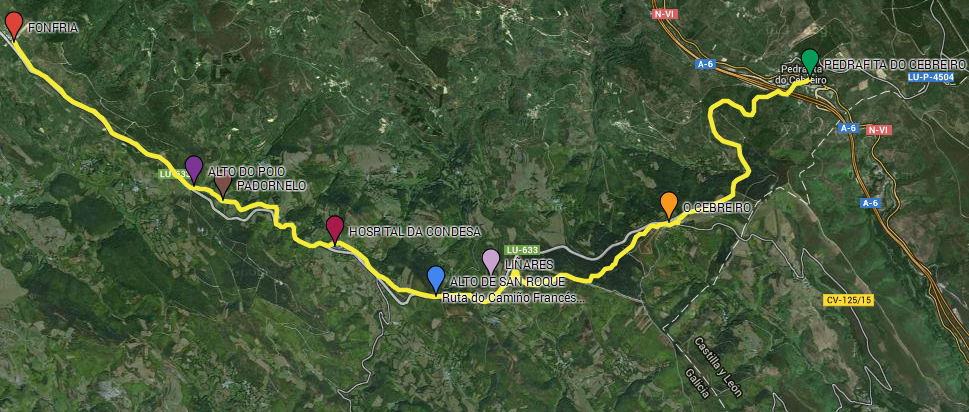 N-VI
FONFRIA
A-6
PEDRAFITA DO CEBREIRO
Pedrafita
do Cebreiro
LU-P-4504
A-6
N-VI
LU-633
ALTO DO POIO
PADORNELO
A-6
O CEBREIRO
HOSPITAL DA CONDESA
LU-633
LIÑARES
ALTO DE SAN ROQUE
Ruta do Camiño Francés...
CV-125/15
Castilla y León
Galicia